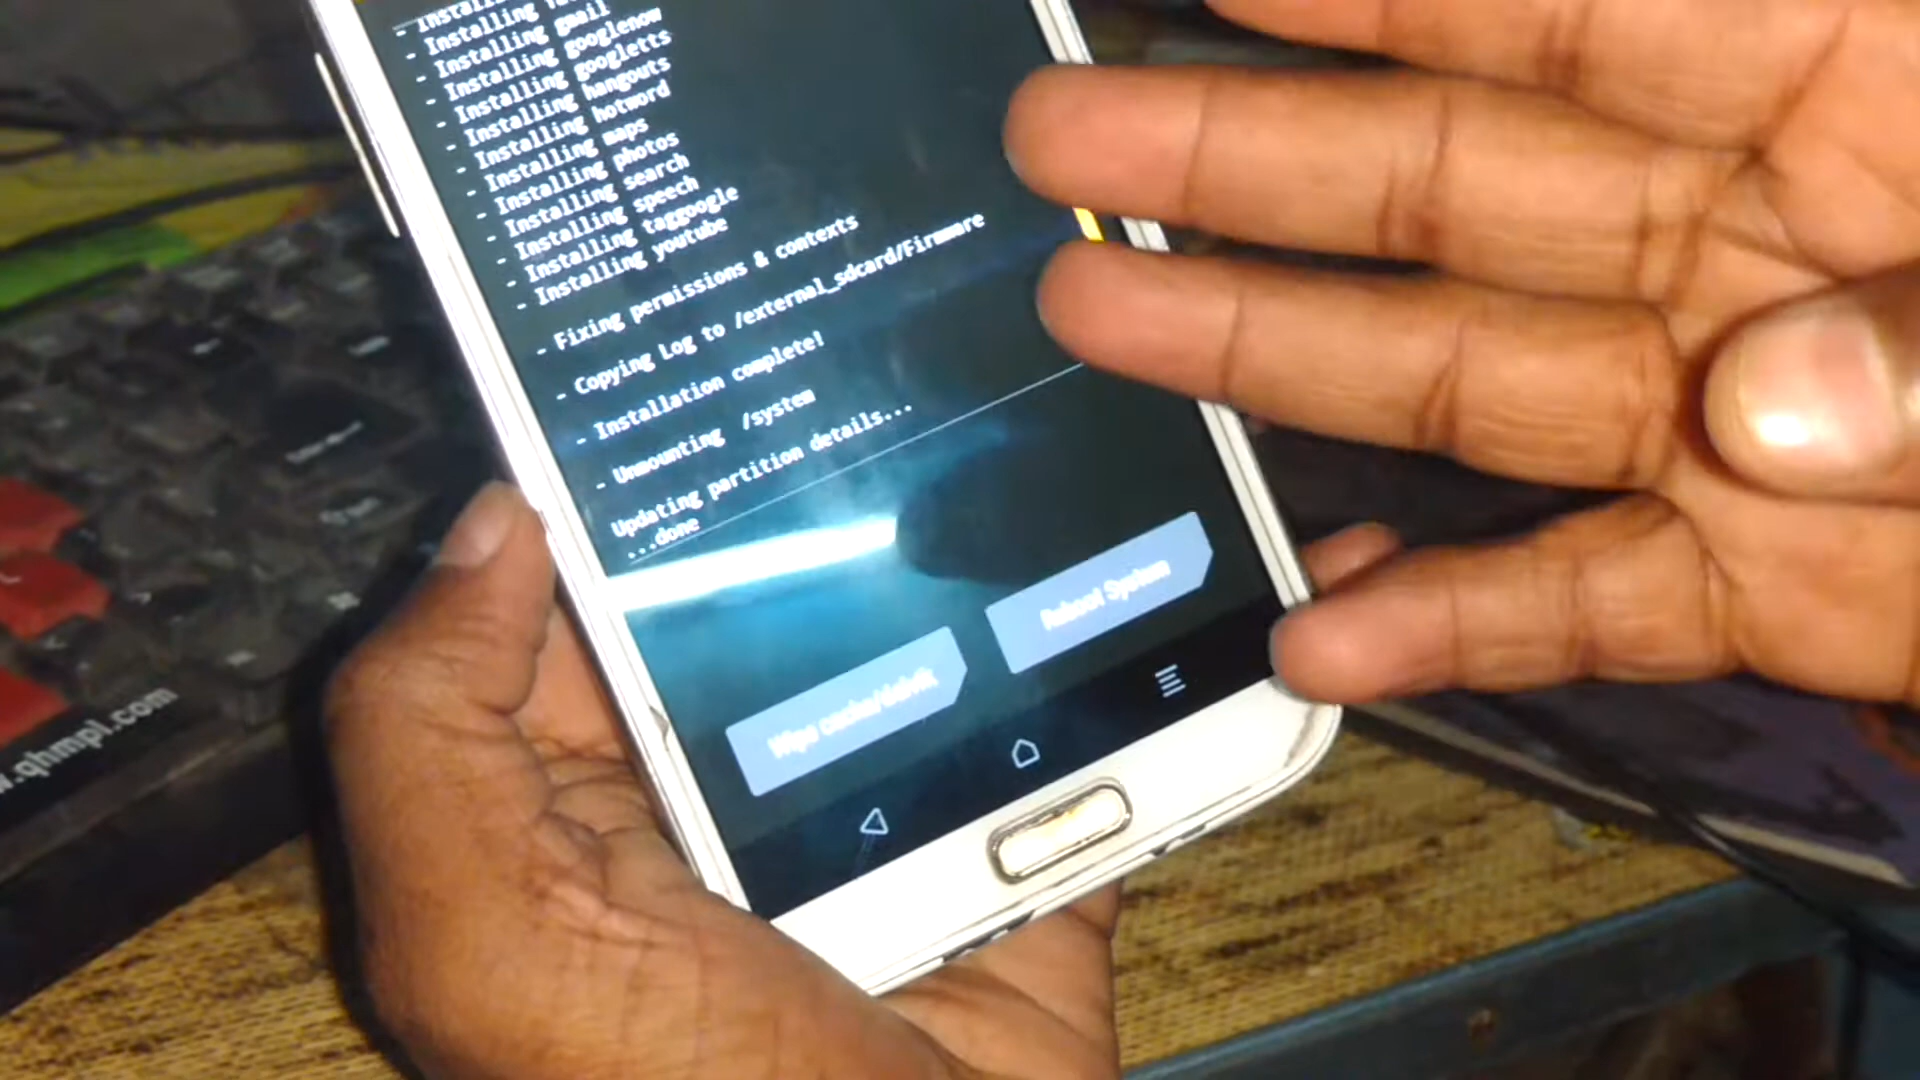 - Installing
- Installing gmail
- Installing googlenow
- Installing googletts
- Installing hangouts
- Installing hotword
- Installing maps
- Installing photos
- Installing search
- Installing speech
- Installing taggoogle
- Installing youtube
- Fixing permissions & contexts
- Copying Log to /external_sdcard/Firmware
- Installation complete!
- Unmounting /system
Updating partition details...
...done
Wipe cache/dalvik
Reboot System
w.qhmpl.com